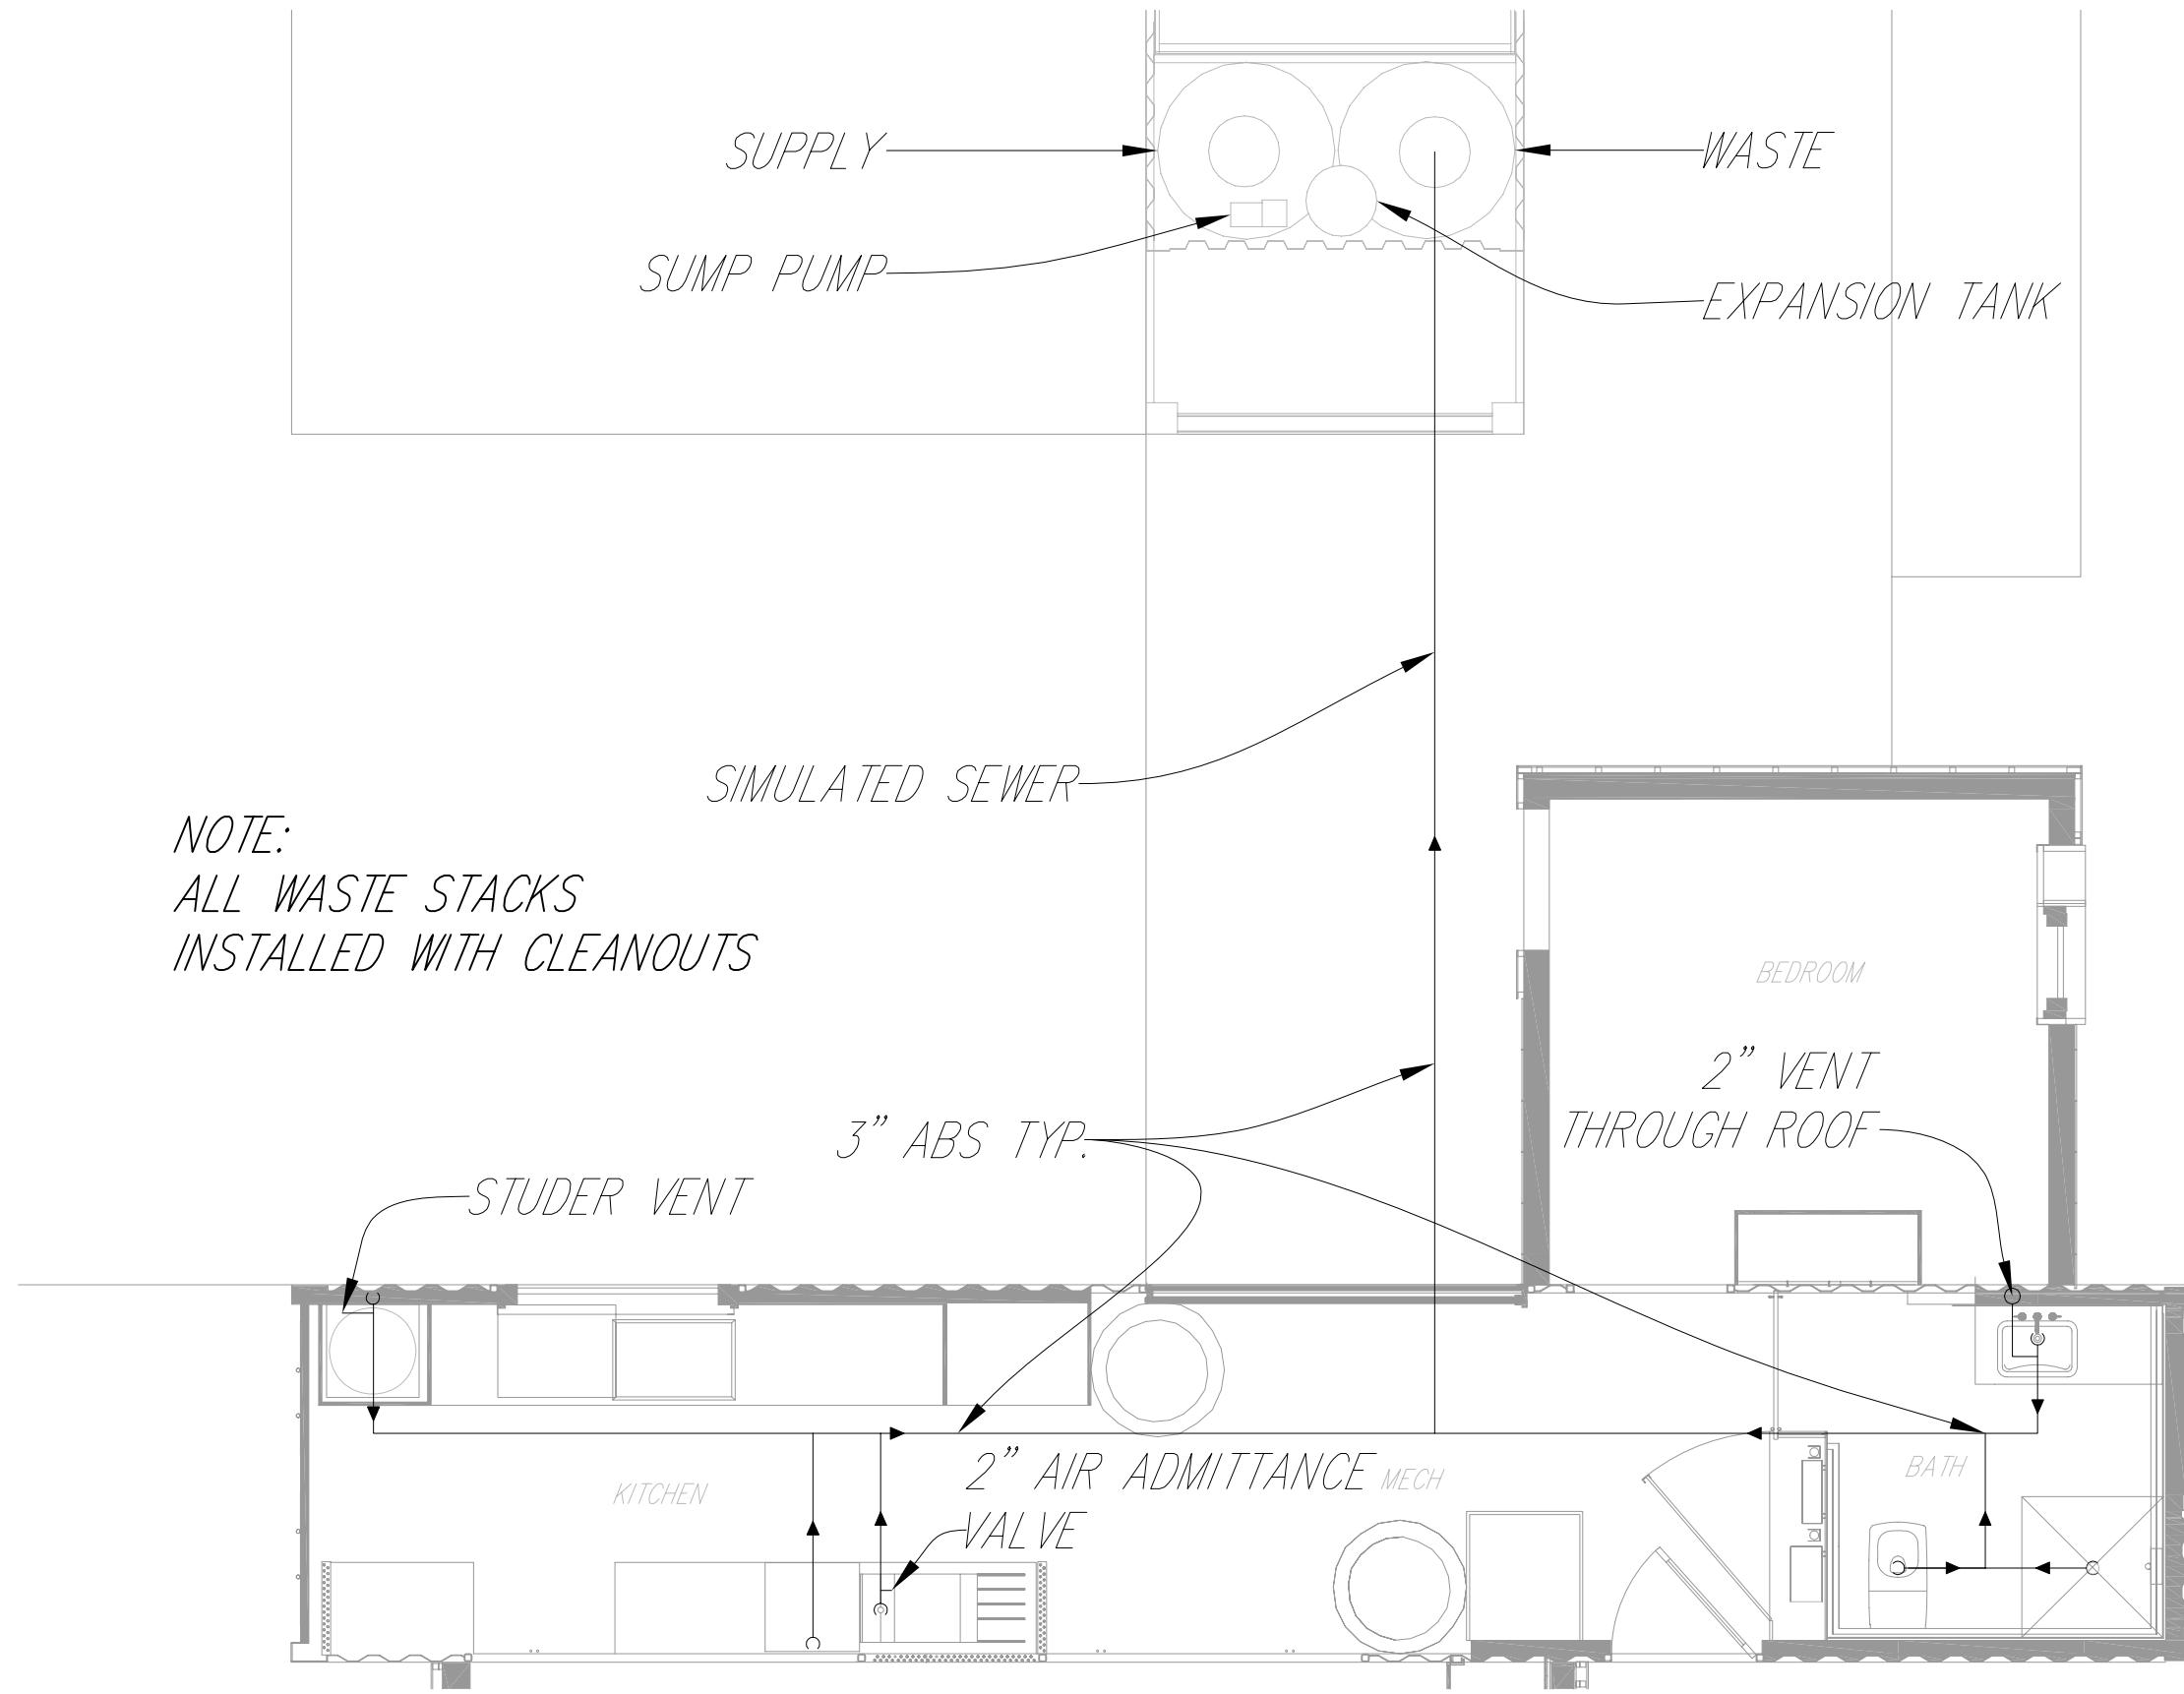 SUPPLY
WASTE
SUMP PUMP
EXPANSION TANK
SIMULATED SEWER
NOTE:
ALL WASTE STACKS
INSTALLED WITH CLEANOUTS
BEDROOM
2" VENT
THROUGH ROOF
3" ABS TYP.
STUDER VENT
2" AIR ADMITTANCE
VALVE
KITCHEN
MECH
BATH